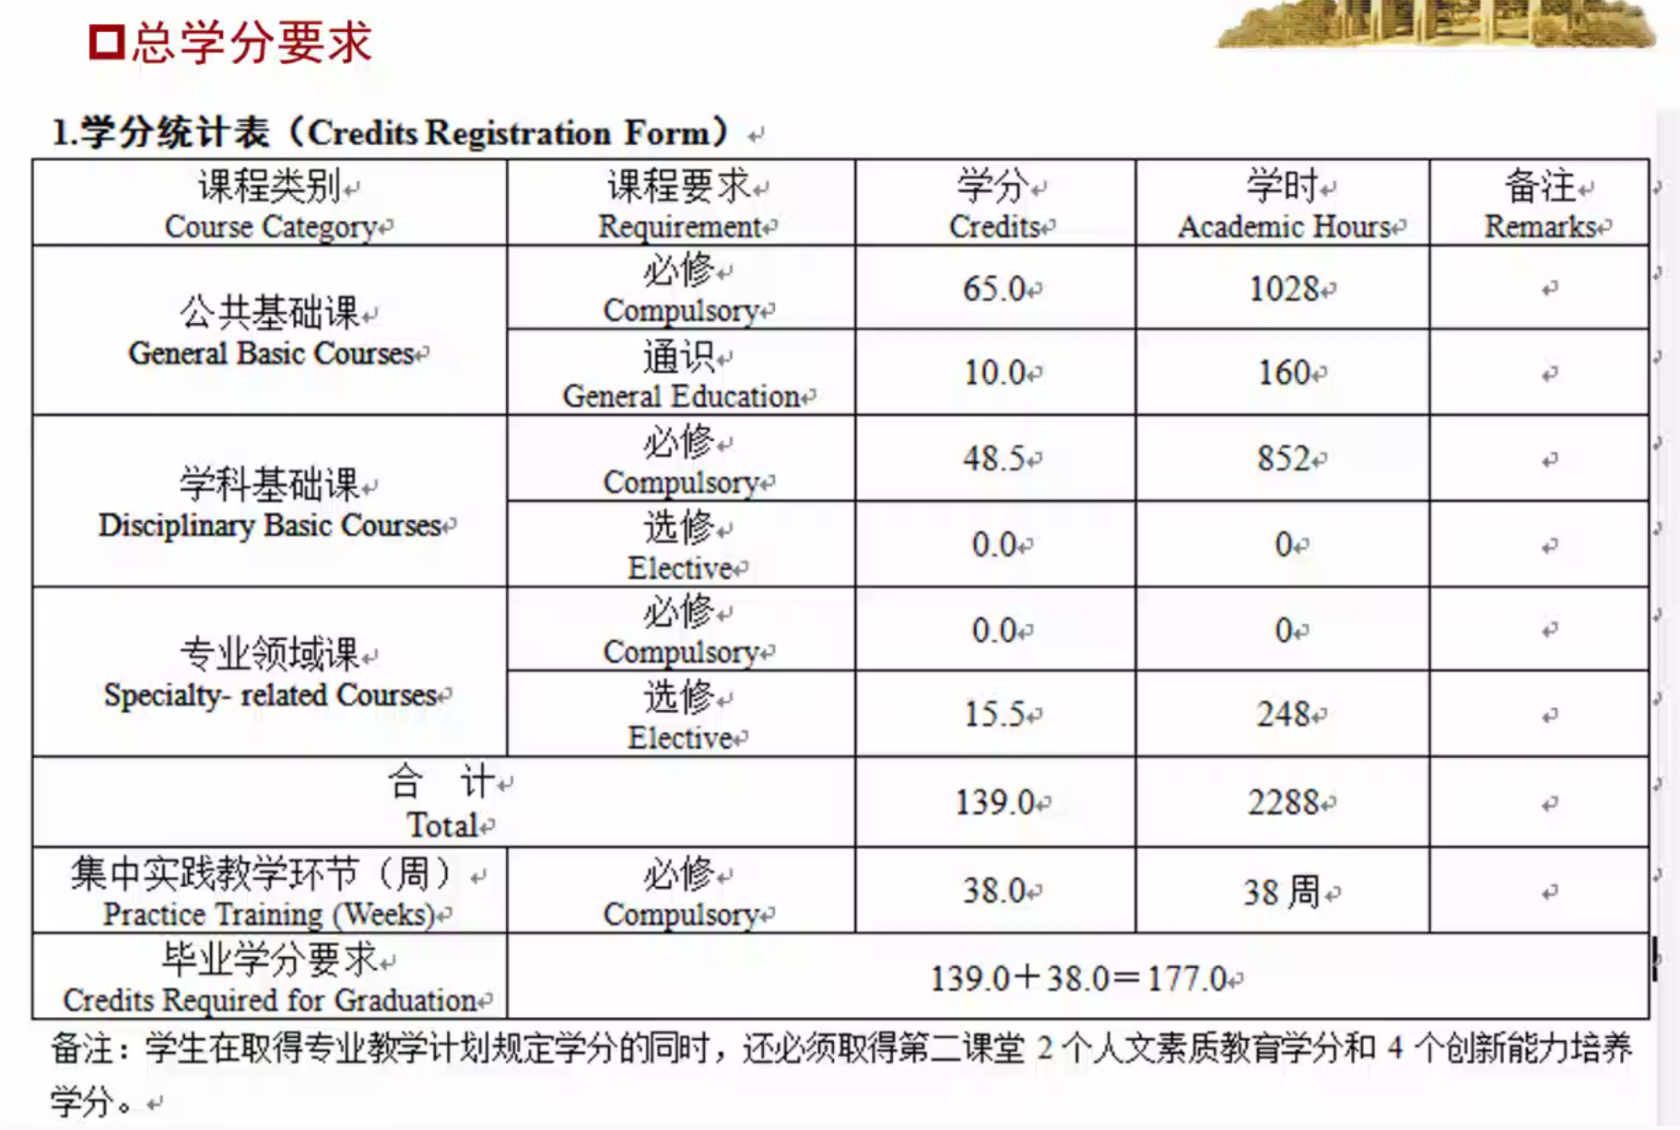 总学分要求
1.学分统计表（Credits Registration Form）
课程类别 课程要求 学分 学时 备注
Course Category Requirement Credits Academic Hours Remarks
公共基础课
General Basic Courses
必修
Compulsory
65.0 1028
通识
General Education
10.0 160
学科基础课
Disciplinary Basic Courses
必修
Compulsory
48.5 852
选修
Elective
0.0 0
专业领域课
Specialty- related Courses
必修
Compulsory
0.0 0
选修
Elective
15.5 248
合 计
Total
139.0 2288
集中实践教学环节（周）
Practice Training (Weeks)
必修
Compulsory
38.0 38 周
毕业学分要求
Credits Required for Graduation
139.0＋38.0＝177.0
备注：学生在取得专业教学计划规定学分的同时，还必须取得第二课堂 2 个人文素质教育学分和 4 个创新能力培养
学分。